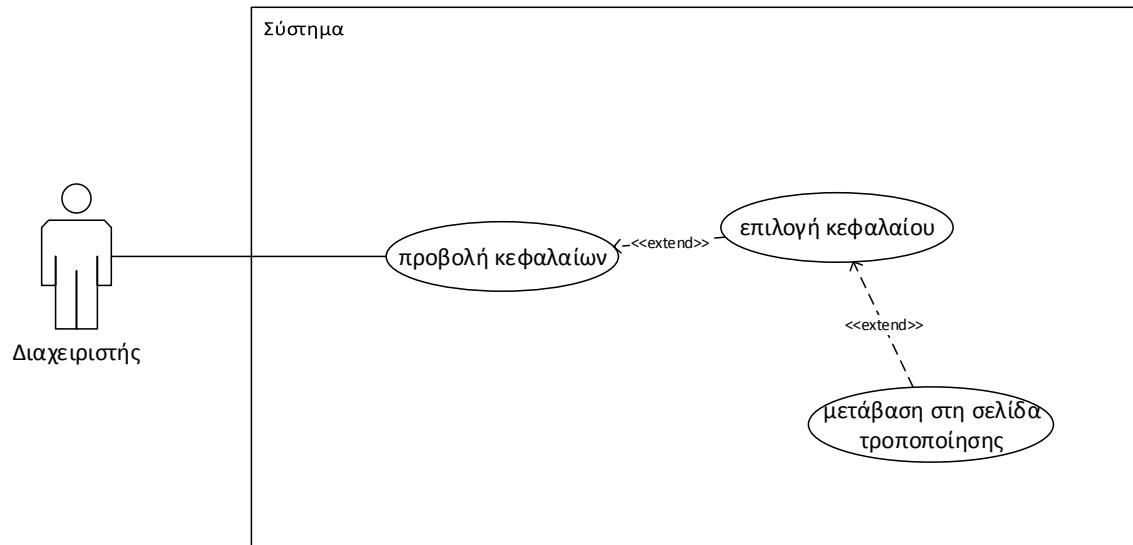 Σύστημα
επιλογή κεφαλαίου
<<extend>>
προβολή κεφαλαίων
<<extend>>
Διαχειριστής
μετάβαση στη σελίδα
τροποποίησης